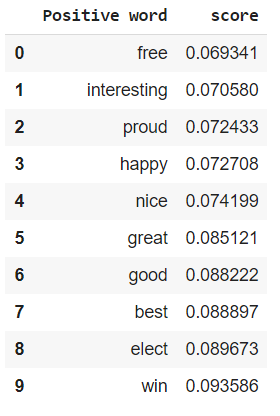 Positive word score
0 free 0.069341
1 interesting 0.070580
2 proud 0.072433
3 happy 0.072708
4 nice 0.074199
5 great 0.085121
6 good 0.088222
7 best 0.088897
8 elect 0.089673
9 win 0.093586